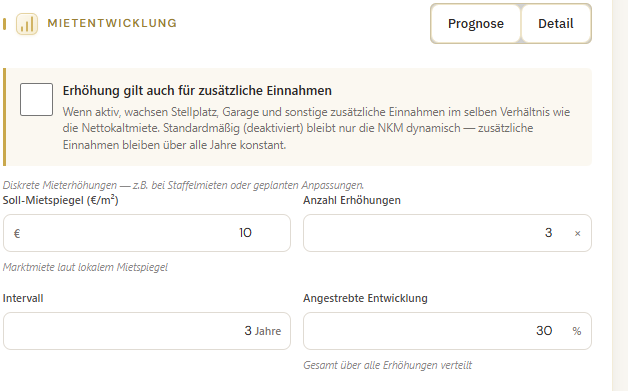 MIETENTWICKLUNG
Prognose Detail
Erhöhung gilt auch für zusätzliche Einnahmen
Wenn aktiv, wachsen Stellplatz, Garage und sonstige zusätzliche Einnahmen im selben Verhältnis wie
die Nettokaltmiete. Standardmäßig (deaktiviert) bleibt nur die NKM dynamisch — zusätzliche
Einnahmen bleiben über alle Jahre konstant.
Diskrete Mieterhöhungen — z.B. bei Staffelmieten oder geplanten Anpassungen.
Soll-Mietspiegel (€/m²) Anzahl Erhöhungen
€ 10 3 ×
Marktmiete laut lokalem Mietspiegel
Intervall Angestrebte Entwicklung
3 Jahre 30 %
Gesamt über alle Erhöhungen verteilt